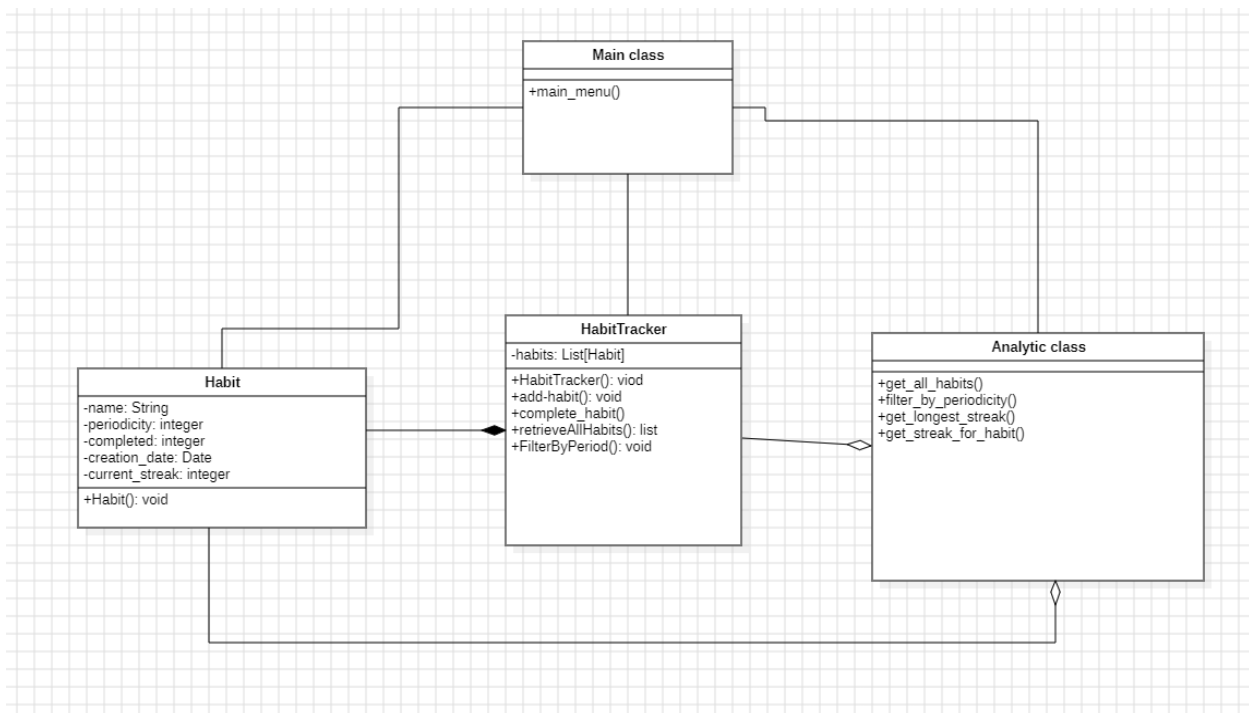 Main class
+main_menu()
HabitTracker
-habits: List[Habit]
+HabitTracker(): viod
+add-habit(): void
+complete_habit()
+retrieveAllHabits(): list
+FilterByPeriod(): void
Analytic class
+get_all_habits()
+filter_by_periodicity()
+get_longest_streak()
+get_streak_for_habit()
Habit
-name: String
-periodicity: integer
-completed: integer
-creation_date: Date
-current_streak: integer
+Habit(): void